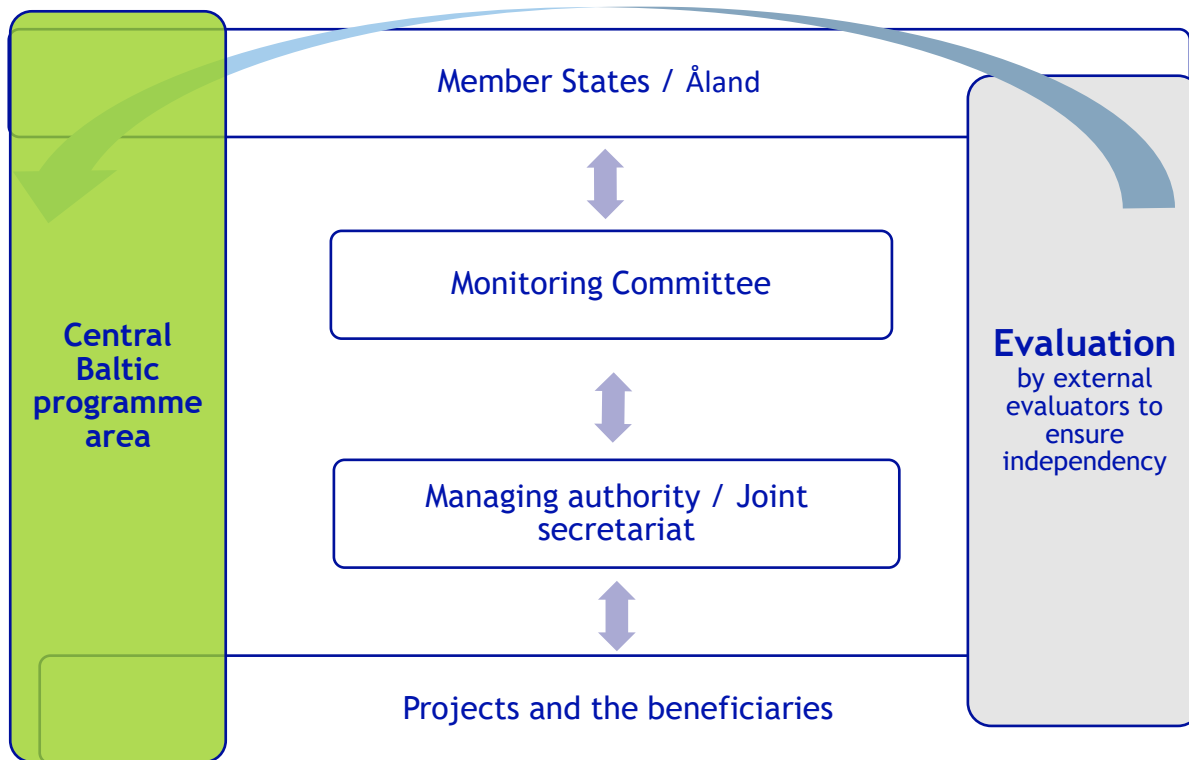 Member States / Åland
Monitoring Committee
Central
Baltic
programme
area
Evaluation
by external
evaluators to
ensure
independency
Managing authority / Joint
secretariat
Projects and the beneficiaries